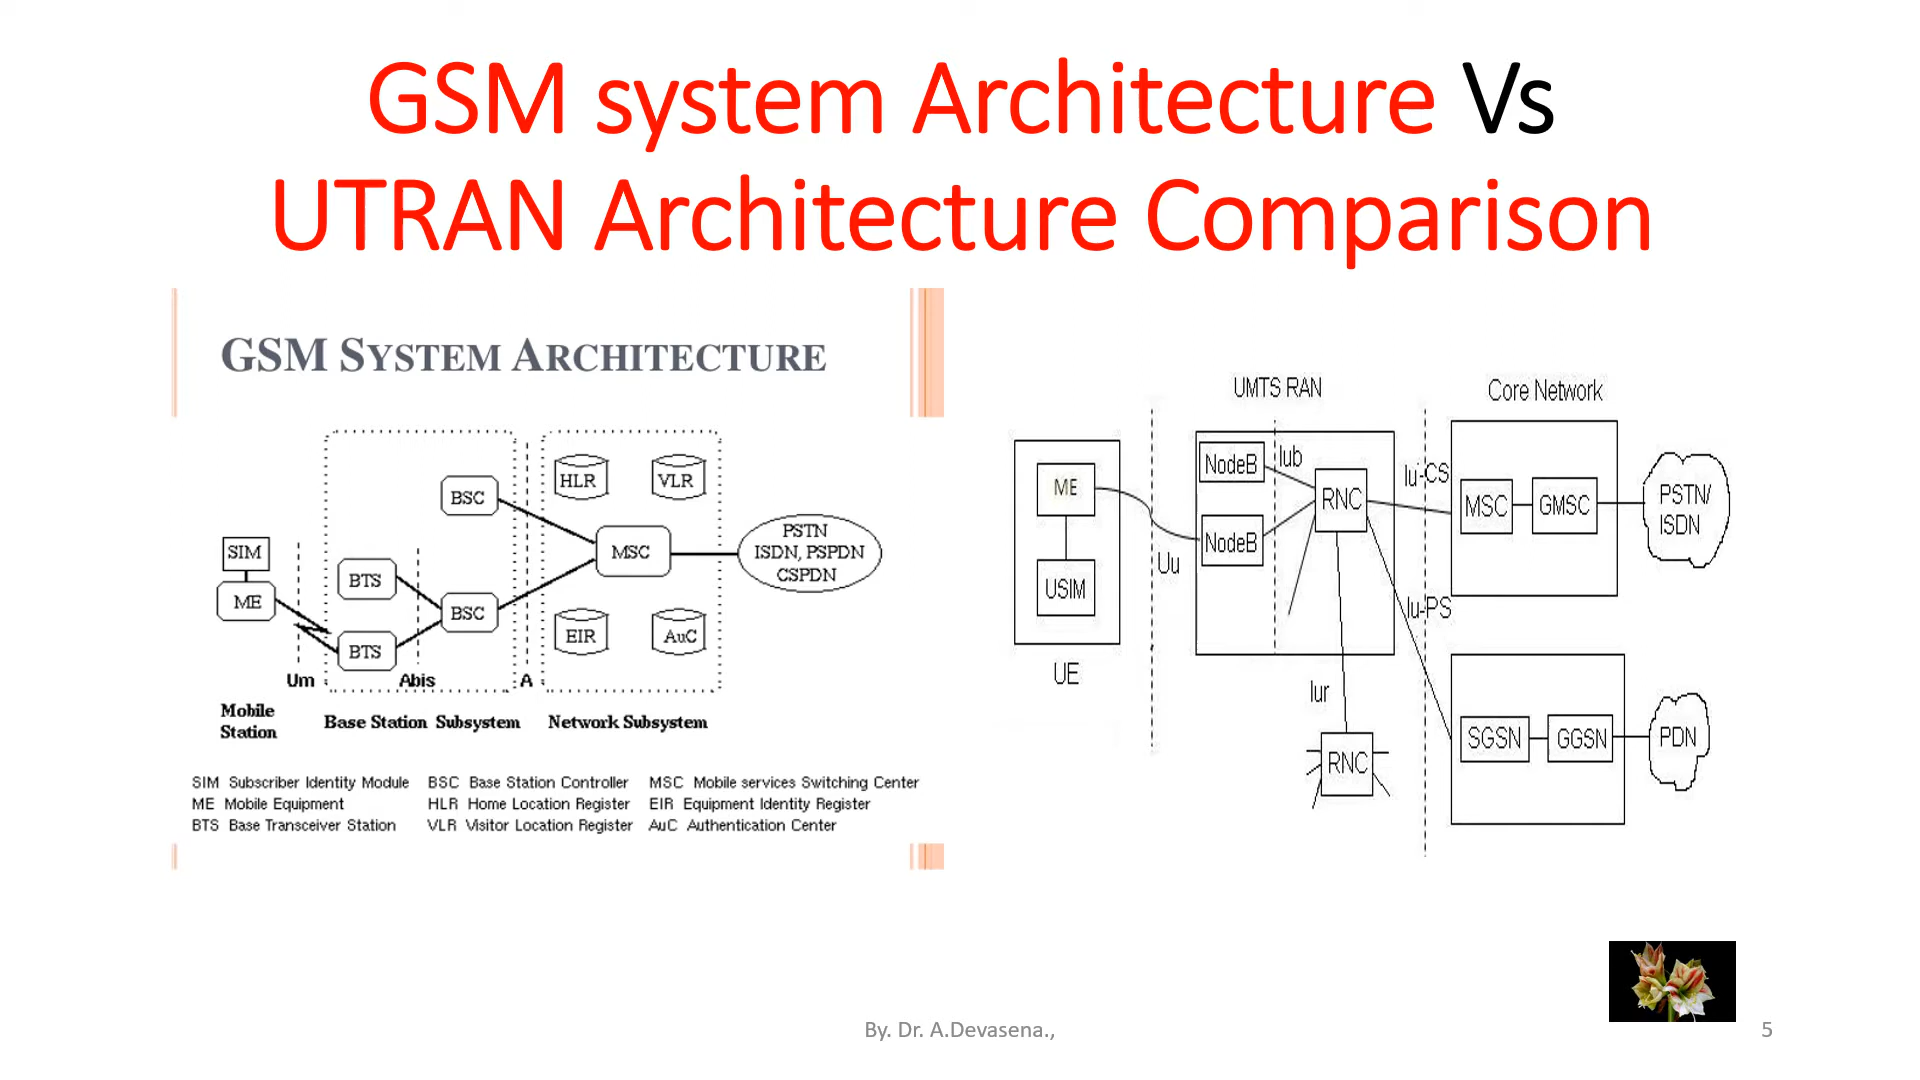 GSM system Architecture Vs
UTRAN Architecture Comparison
GSM SYSTEM ARCHITECTURE
HLR
VLR
BSC
PSTN
ISDN, PSPDN
CSPDN
MSC
SIM
BTS
ME
BSC
EIR
AuC
BTS
Um
Abis
A
Mobile
Station
Base Station Subsystem
Network Subsystem
SIM Subscriber Identity Module
BSC Base Station Controller
MSC Mobile services Switching Center
ME Mobile Equipment
HLR Home Location Register
EIR Equipment Identity Register
BTS Base Transceiver Station
VLR Visitor Location Register
AuC Authentication Center
UMTS RAN
Core Network
NodeB
Iub
Iu-CS
ME
RNC
MSC
GMSC
PSTN/
ISDN
NodeB
Uu
USIM
Iu-PS
UE
Iur
SGSN
GGSN
PDN
RNC
By. Dr. A.Devasena.,
5